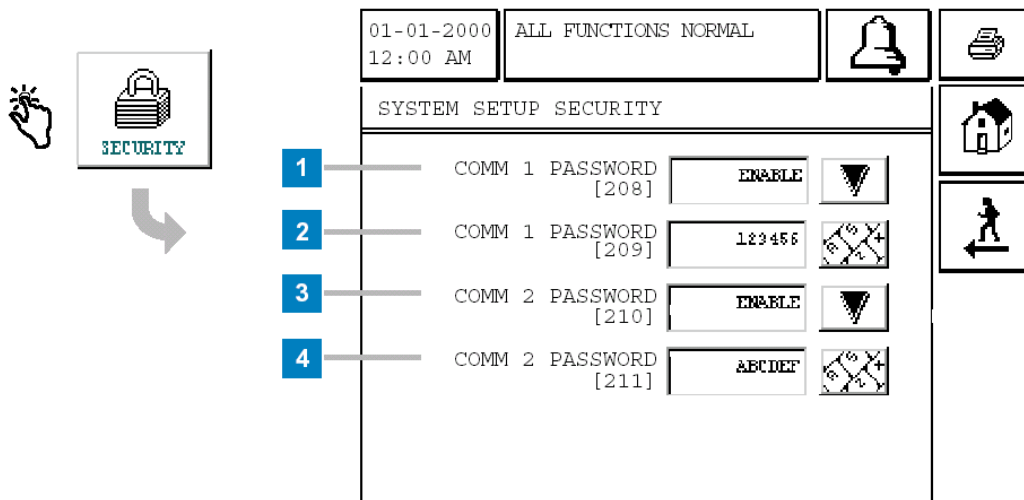 01-01-2000
12:00 AM
ALL FUNCTIONS NORMAL
SYSTEM SETUP SECURITY
SECURITY
1
COMM 1 PASSWORD
[208]
ENABLE
2
COMM 1 PASSWORD
[209]
123456
3
COMM 2 PASSWORD
[210]
ENABLE
4
COMM 2 PASSWORD
[211]
ABCDEF